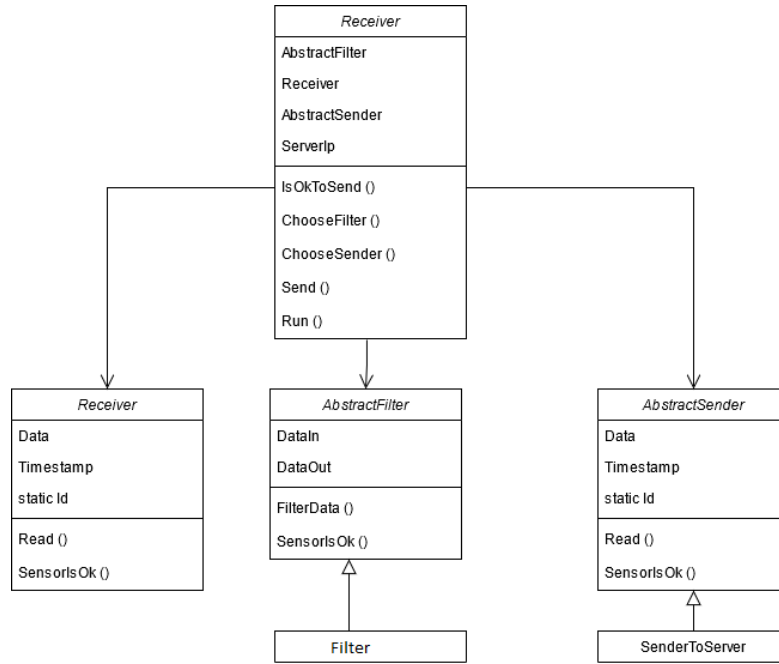 Receiver
AbstractFilter
Receiver
AbstractSender
ServerIp
IsOkToSend ()
ChooseFilter ()
ChooseSender ()
Send ()
Run ()
Receiver
Data
Timestamp
static Id
Read ()
SensorIsOk ()
AbstractFilter
DataIn
DataOut
FilterData ()
SensorIsOk ()
Filter
AbstractSender
Data
Timestamp
static Id
Read ()
SensorIsOk ()
SenderToServer